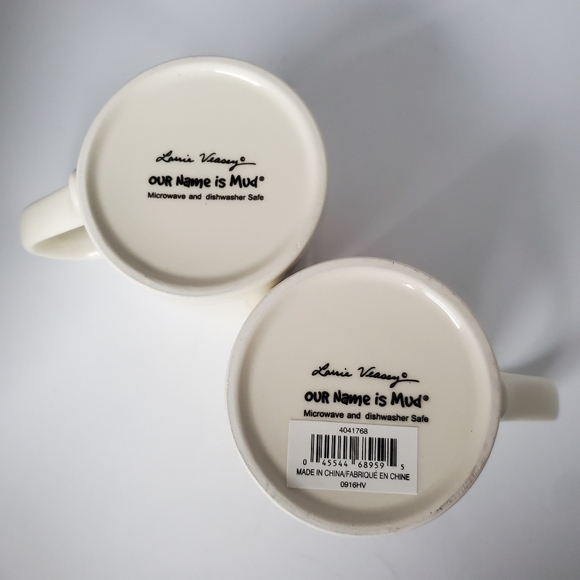 Lorrie Veasey©
OUR Name is Mud®
Microwave and dishwasher Safe
Lorrie Veasey©
OUR Name is Mud®
Microwave and dishwasher Safe
4041768
0 45544 68959 5
MADE IN CHINA/FABRIQUÉ EN CHINE
0916HV